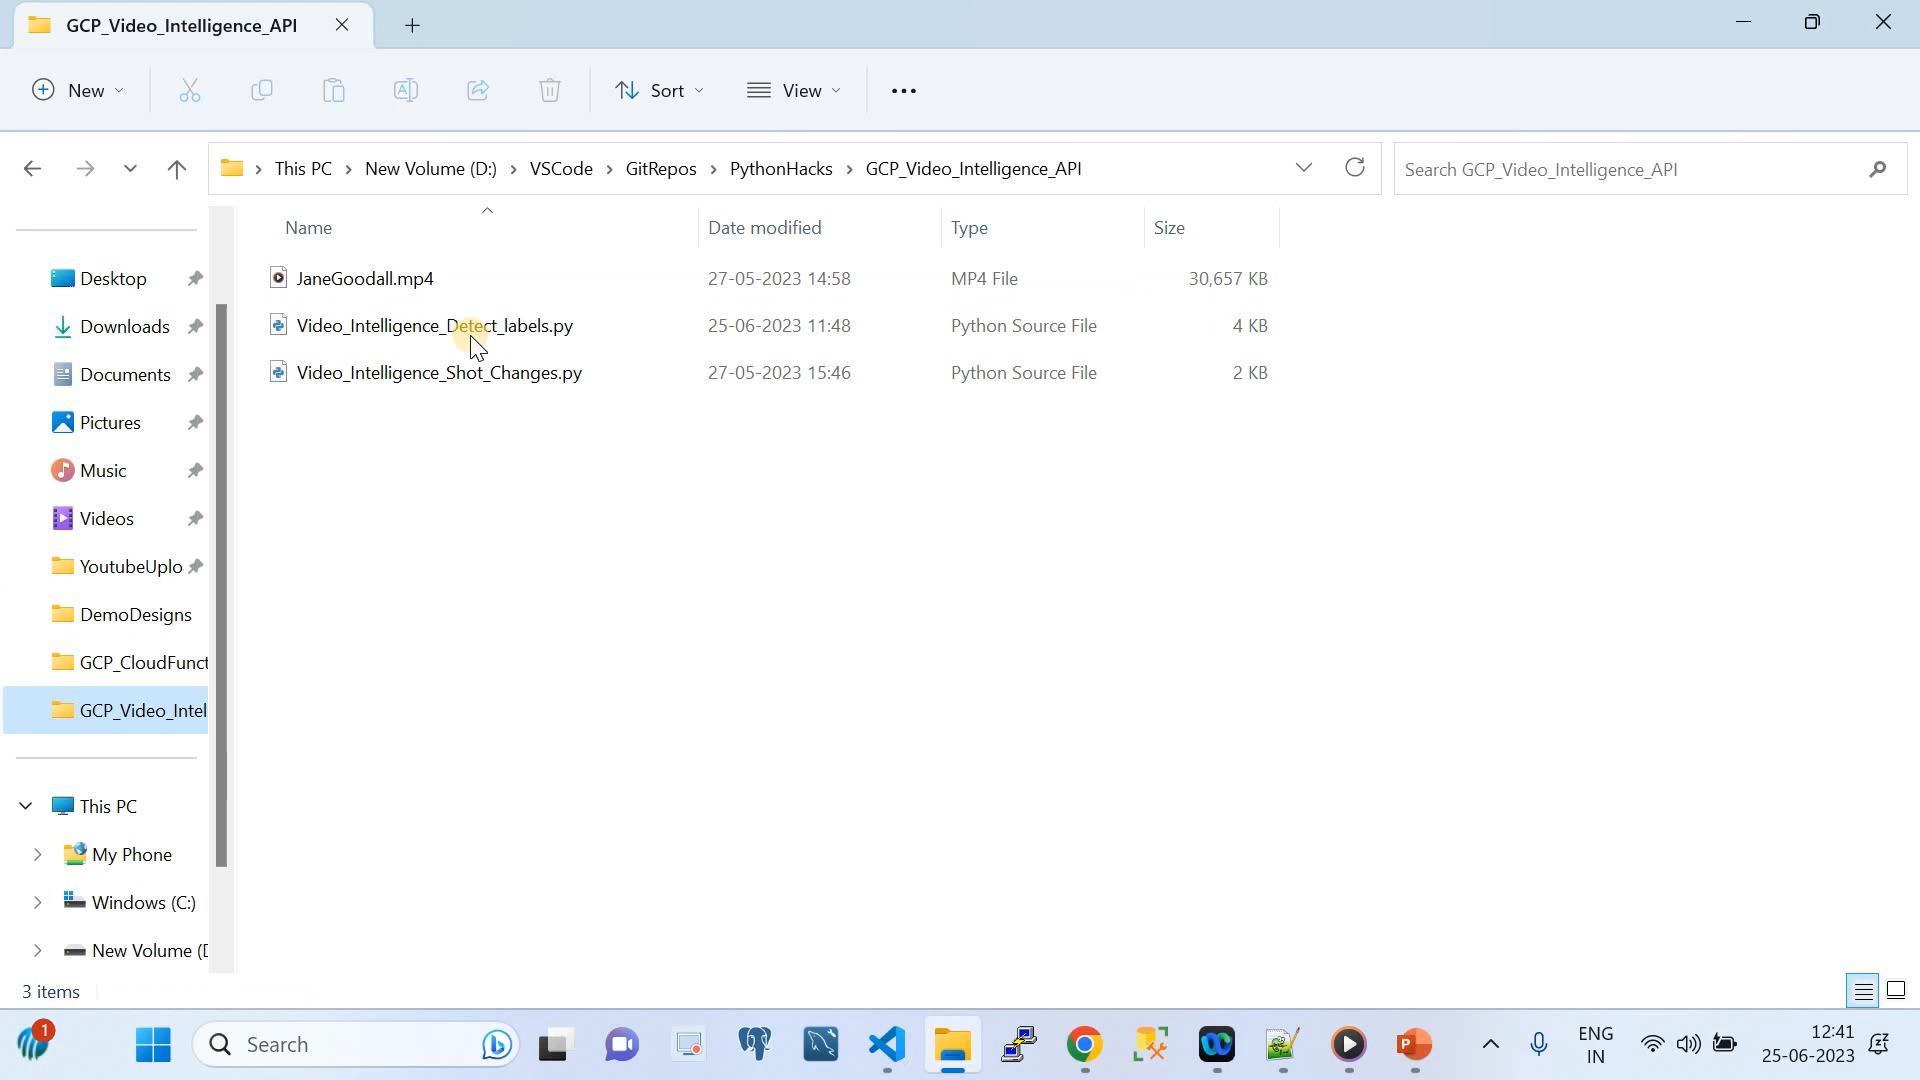 GCP_Video_Intelligence_API
New
Sort
View
This PC > New Volume (D:) > VSCode > GitRepos > PythonHacks > GCP_Video_Intelligence_API
Search GCP_Video_Intelligence_API
Name Date modified Type Size
JaneGoodall.mp4 27-05-2023 14:58 MP4 File 30,657 KB
Video_Intelligence_Detect_labels.py 25-06-2023 11:48 Python Source File 4 KB
Video_Intelligence_Shot_Changes.py 27-05-2023 15:46 Python Source File 2 KB
Desktop
Downloads
Documents
Pictures
Music
Videos
YoutubeUplo
DemoDesigns
GCP_CloudFunct
GCP_Video_Intel
This PC
My Phone
Windows (C:)
New Volume (D
3 items
1
Search
ENG
IN
12:41
25-06-2023